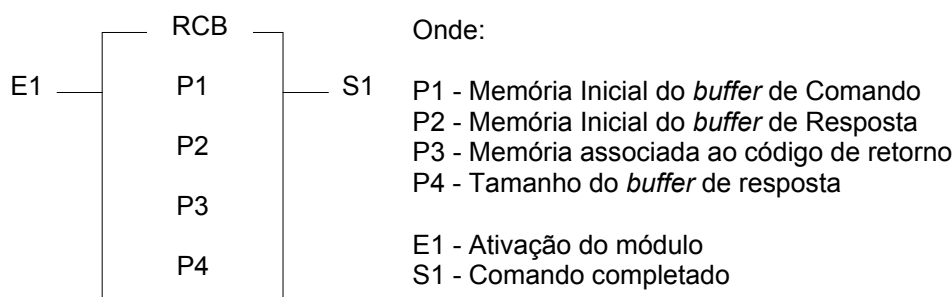 RCB
E1
P1
S1
P2
P3
P4
Onde:
P1 - Memória Inicial do buffer de Comando
P2 - Memória Inicial do buffer de Resposta
P3 - Memória associada ao código de retorno
P4 - Tamanho do buffer de resposta
E1 - Ativação do módulo
S1 - Comando completado